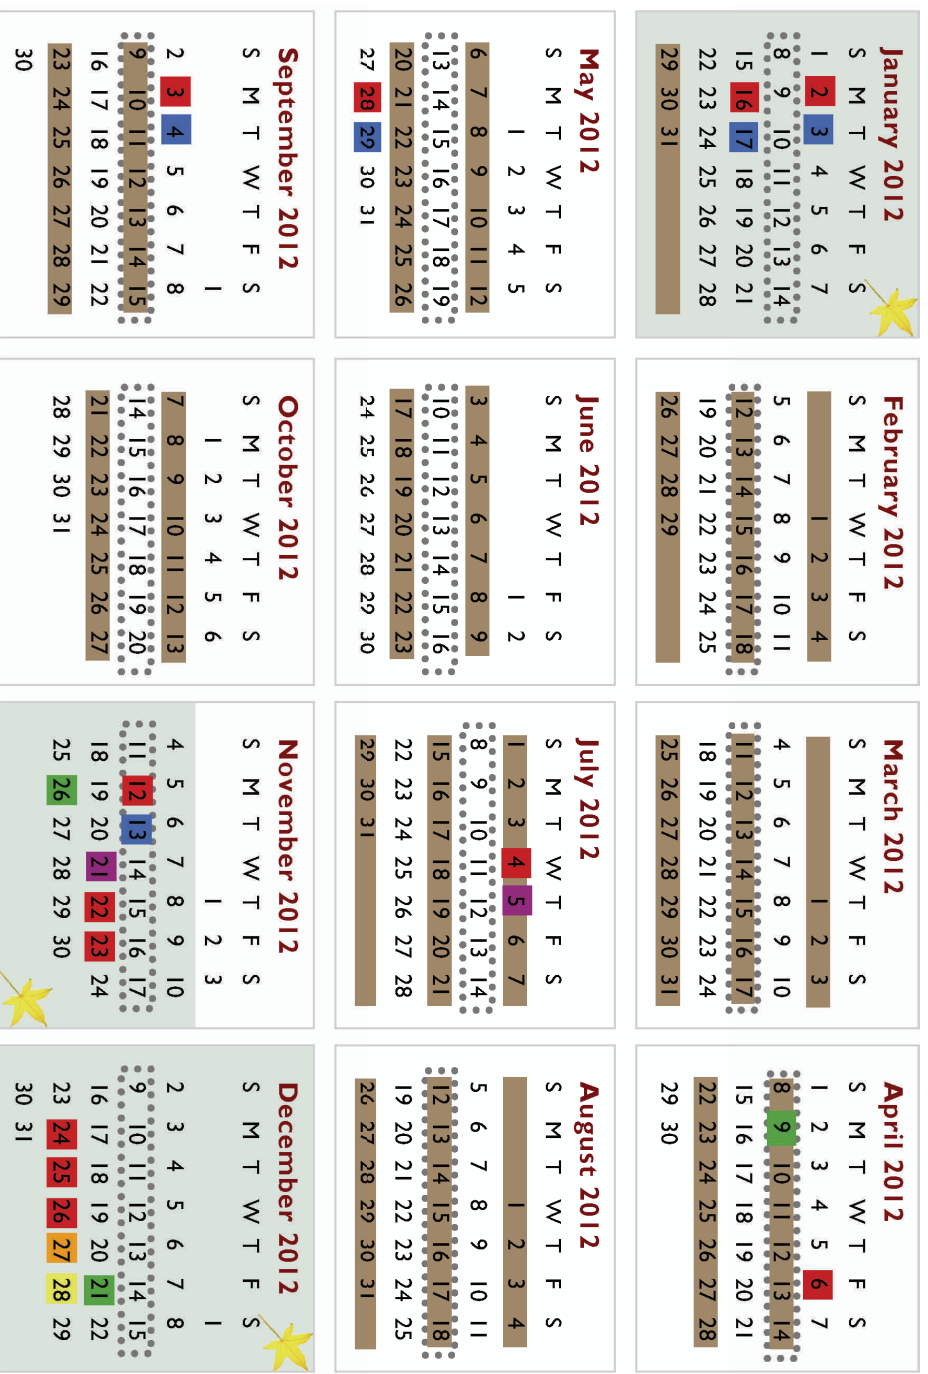 January 2012
S M T W T F S
1 2 3 4 5 6 7
8 9 10 11 12 13 14
15 16 17 18 19 20 21
22 23 24 25 26 27 28
29 30 31
February 2012
S M T W T F S
1 2 3 4
5 6 7 8 9 10 11
12 13 14 15 16 17 18
19 20 21 22 23 24 25
26 27 28 29
March 2012
S M T W T F S
1 2 3
4 5 6 7 8 9 10
11 12 13 14 15 16 17
18 19 20 21 22 23 24
25 26 27 28 29 30 31
April 2012
S M T W T F S
1 2 3 4 5 6 7
8 9 10 11 12 13 14
15 16 17 18 19 20 21
22 23 24 25 26 27 28
29 30
May 2012
S M T W T F S
1 2 3 4 5
6 7 8 9 10 11 12
13 14 15 16 17 18 19
20 21 22 23 24 25 26
27 28 29 30 31
June 2012
S M T W T F S
1 2
3 4 5 6 7 8 9
10 11 12 13 14 15 16
17 18 19 20 21 22 23
24 25 26 27 28 29 30
July 2012
S M T W T F S
1 2 3 4 5 6 7
8 9 10 11 12 13 14
15 16 17 18 19 20 21
22 23 24 25 26 27 28
29 30 31
August 2012
S M T W T F S
1 2 3 4
5 6 7 8 9 10 11
12 13 14 15 16 17 18
19 20 21 22 23 24 25
26 27 28 29 30 31
September 2012
S M T W T F S
1
2 3 4 5 6 7 8
9 10 11 12 13 14 15
16 17 18 19 20 21 22
23 24 25 26 27 28 29
30
October 2012
S M T W T F S
1 2 3 4 5 6
7 8 9 10 11 12 13
14 15 16 17 18 19 20
21 22 23 24 25 26 27
28 29 30 31
November 2012
S M T W T F S
1 2 3
4 5 6 7 8 9 10
11 12 13 14 15 16 17
18 19 20 21 22 23 24
25 26 27 28 29 30
December 2012
S M T W T F S
1
2 3 4 5 6 7 8
9 10 11 12 13 14 15
16 17 18 19 20 21 22
23 24 25 26 27 28 29
30 31